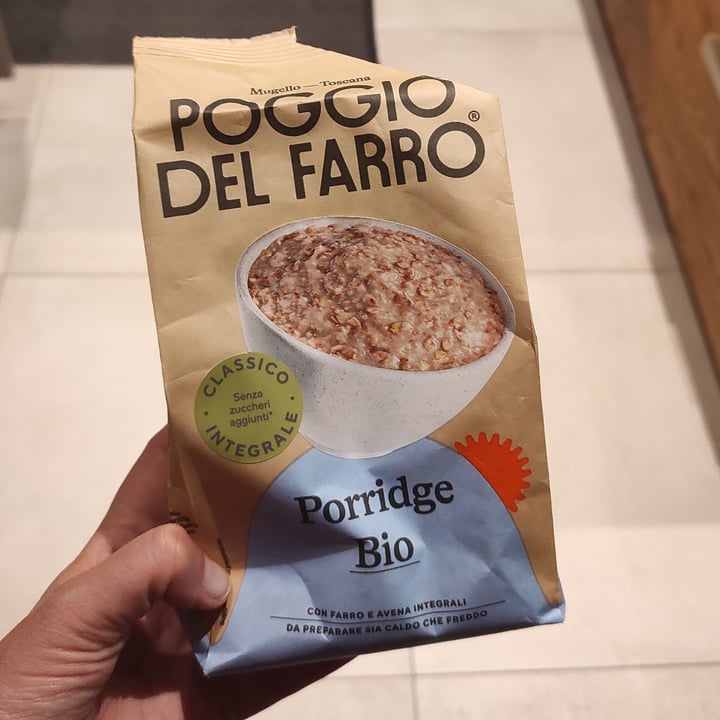 Mugello — Toscana
POGGIO
DEL FARRO®
CLASSICO
Senza
zuccheri
aggiunti*
INTEGRALE
Porridge
Bio
CON FARRO E AVENA INTEGRALI
DA PREPARARE SIA CALDO CHE FREDDO